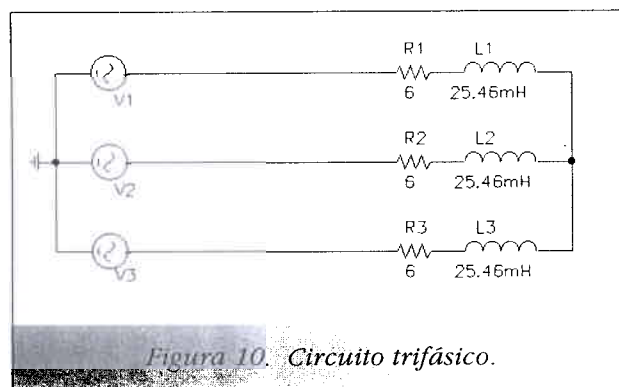 R1 L1
V1 6 25.46mH
R2 L2
V2 6 25.46mH
R3 L3
V3 6 25.46mH
Figura 10. Circuito trifásico.